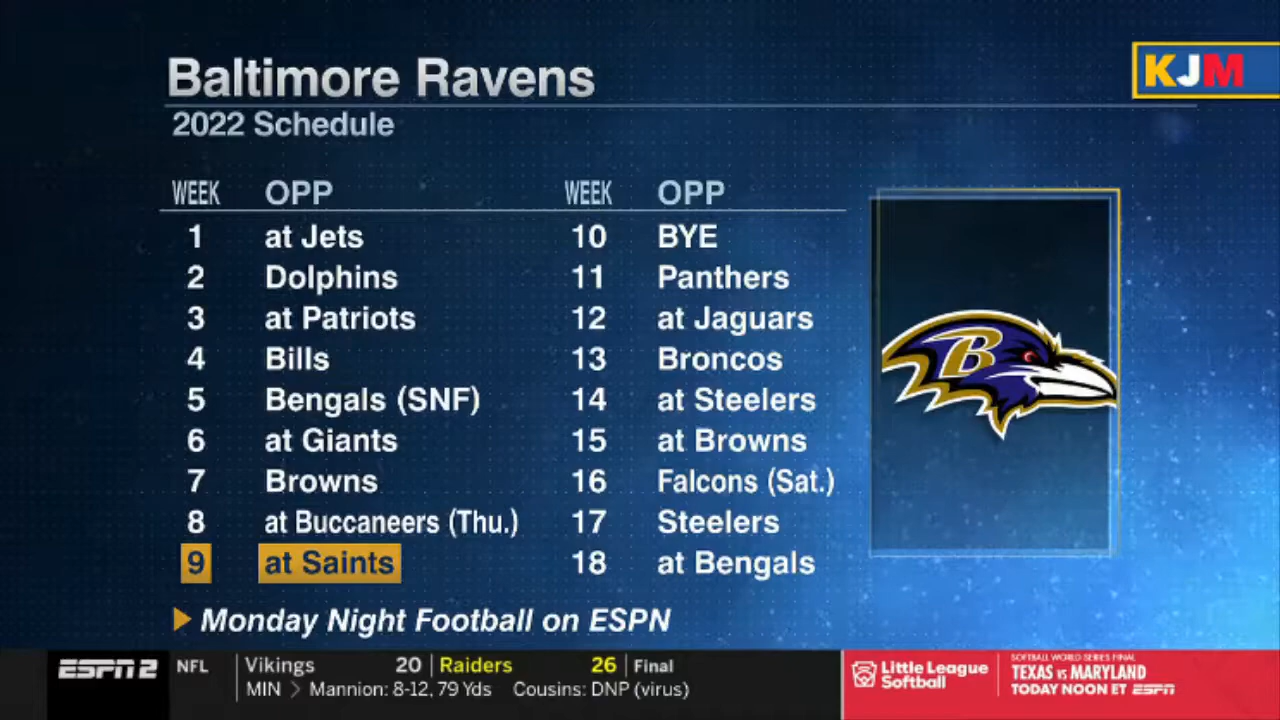 Baltimore Ravens
KJM
2022 Schedule
WEEK OPP WEEK OPP
1 at Jets 10 BYE
2 Dolphins 11 Panthers
3 at Patriots 12 at Jaguars
4 Bills 13 Broncos
5 Bengals (SNF) 14 at Steelers
6 at Giants 15 at Browns
7 Browns 16 Falcons (Sat.)
8 at Buccaneers (Thu.) 17 Steelers
9 at Saints 18 at Bengals
B
Monday Night Football on ESPN
ESPN2 NFL Vikings 20 Raiders 26 Final
MIN > Mannion: 8-12, 79 Yds Cousins: DNP (virus)
Little League
Softball
SOFTBALL WORLD SERIES FINAL
TEXAS vs MARYLAND
TODAY NOON ET ESPN